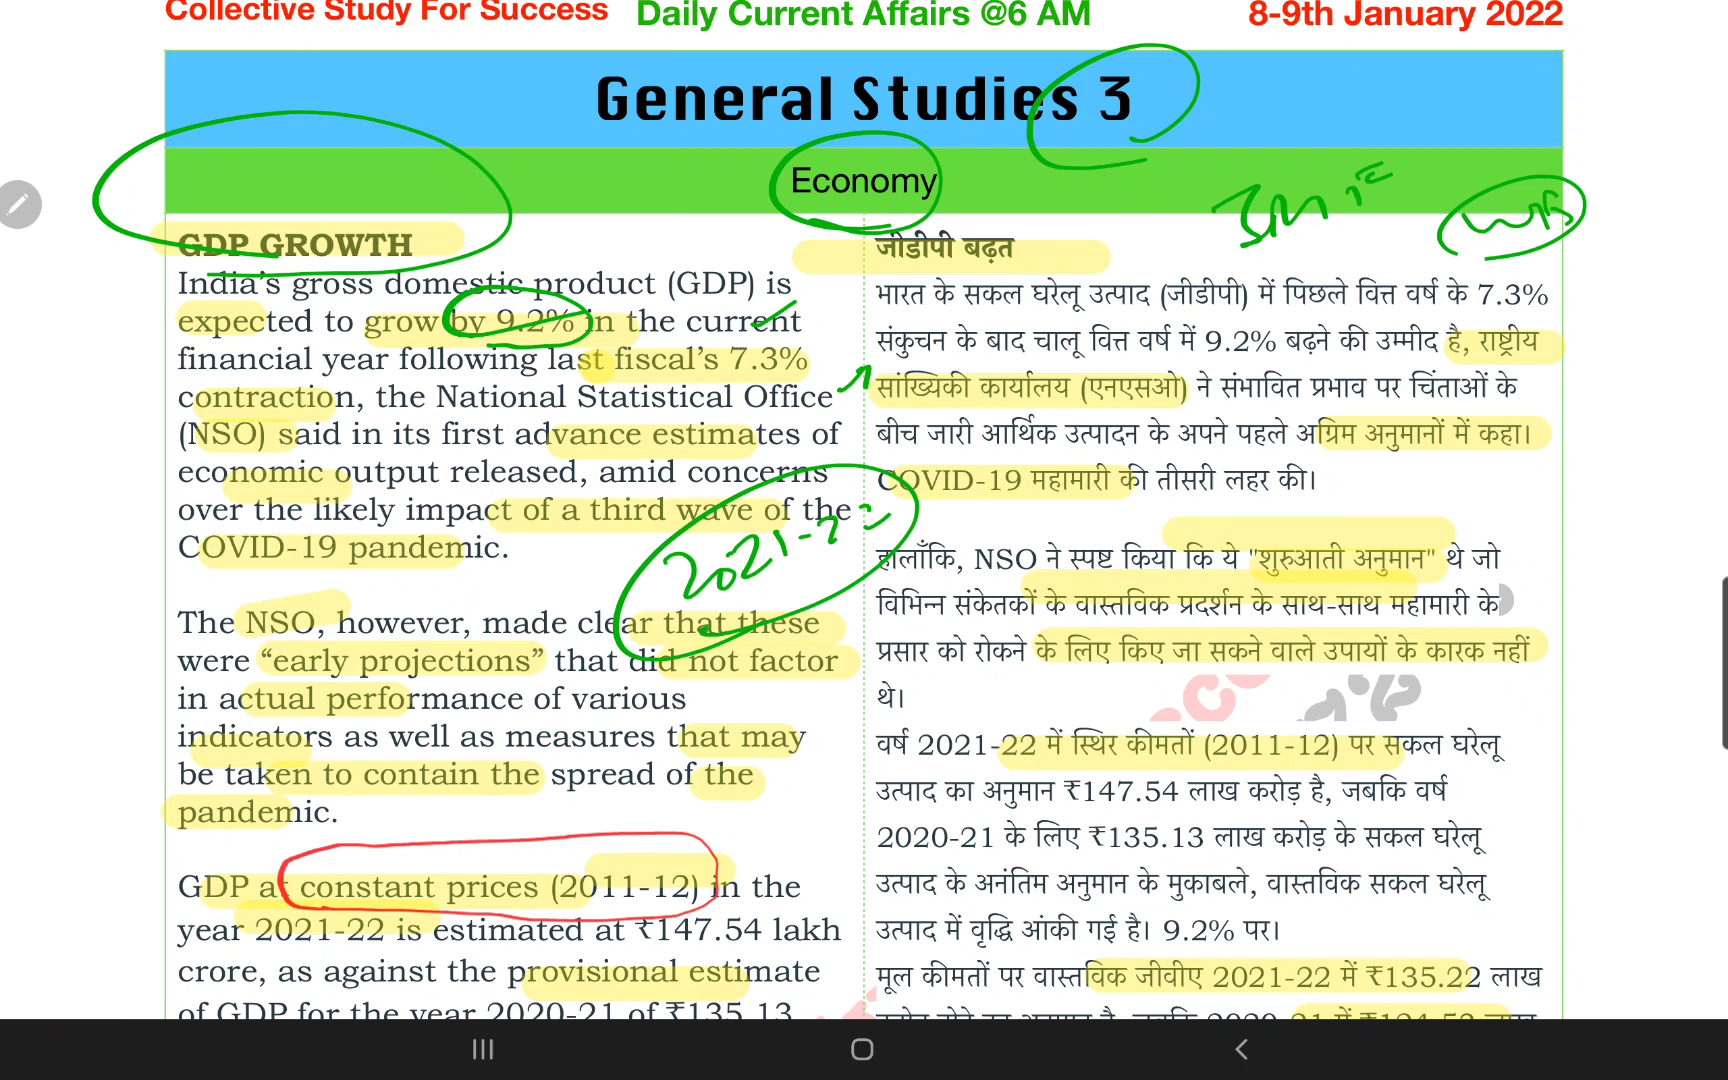 Collective Study For Success Daily Current Affairs @6 AM 8-9th January 2022
General Studies 3
Economy
GDP GROWTH
India's gross domestic product (GDP) is
expected to grow by 9.2% in the current
financial year following last fiscal's 7.3%
contraction, the National Statistical Office
(NSO) said in its first advance estimates of
economic output released, amid concerns
over the likely impact of a third wave of the
COVID-19 pandemic.
2021-22
The NSO, however, made clear that these
were “early projections” that did not factor
in actual performance of various
indicators as well as measures that may
be taken to contain the spread of the
pandemic.
GDP at constant prices (2011-12) in the
year 2021-22 is estimated at ₹147.54 lakh
crore, as against the provisional estimate
of GDP for the year 2020-21 of ₹135.13
जीडीपी बढ़त
भारत के सकल घरेलू उत्पाद (जीडीपी) में पिछले वित्त वर्ष के 7.3%
संकुचन के बाद चालू वित्त वर्ष में 9.2% बढ़ने की उम्मीद है, राष्ट्रीय
सांख्यिकी कार्यालय (एनएसओ) ने संभावित प्रभाव पर चिंताओं के
बीच जारी आर्थिक उत्पादन के अपने पहले अग्रिम अनुमानों में कहा।
COVID-19 महामारी की तीसरी लहर की।
हालाँकि, NSO ने स्पष्ट किया कि ये "शुरुआती अनुमान" थे जो
विभिन्न संकेतकों के वास्तविक प्रदर्शन के साथ-साथ महामारी के
प्रसार को रोकने के लिए किए जा सकने वाले उपायों के कारक नहीं
थे।
वर्ष 2021-22 में स्थिर कीमतों (2011-12) पर सकल घरेलू
उत्पाद का अनुमान ₹147.54 लाख करोड़ है, जबकि वर्ष
2020-21 के लिए ₹135.13 लाख करोड़ के सकल घरेलू
उत्पाद के अनंतिम अनुमान के मुकाबले, वास्तविक सकल घरेलू
उत्पाद में वृद्धि आंकी गई है। 9.2% पर।
मूल कीमतों पर वास्तविक जीवीए 2021-22 में ₹135.22 लाख